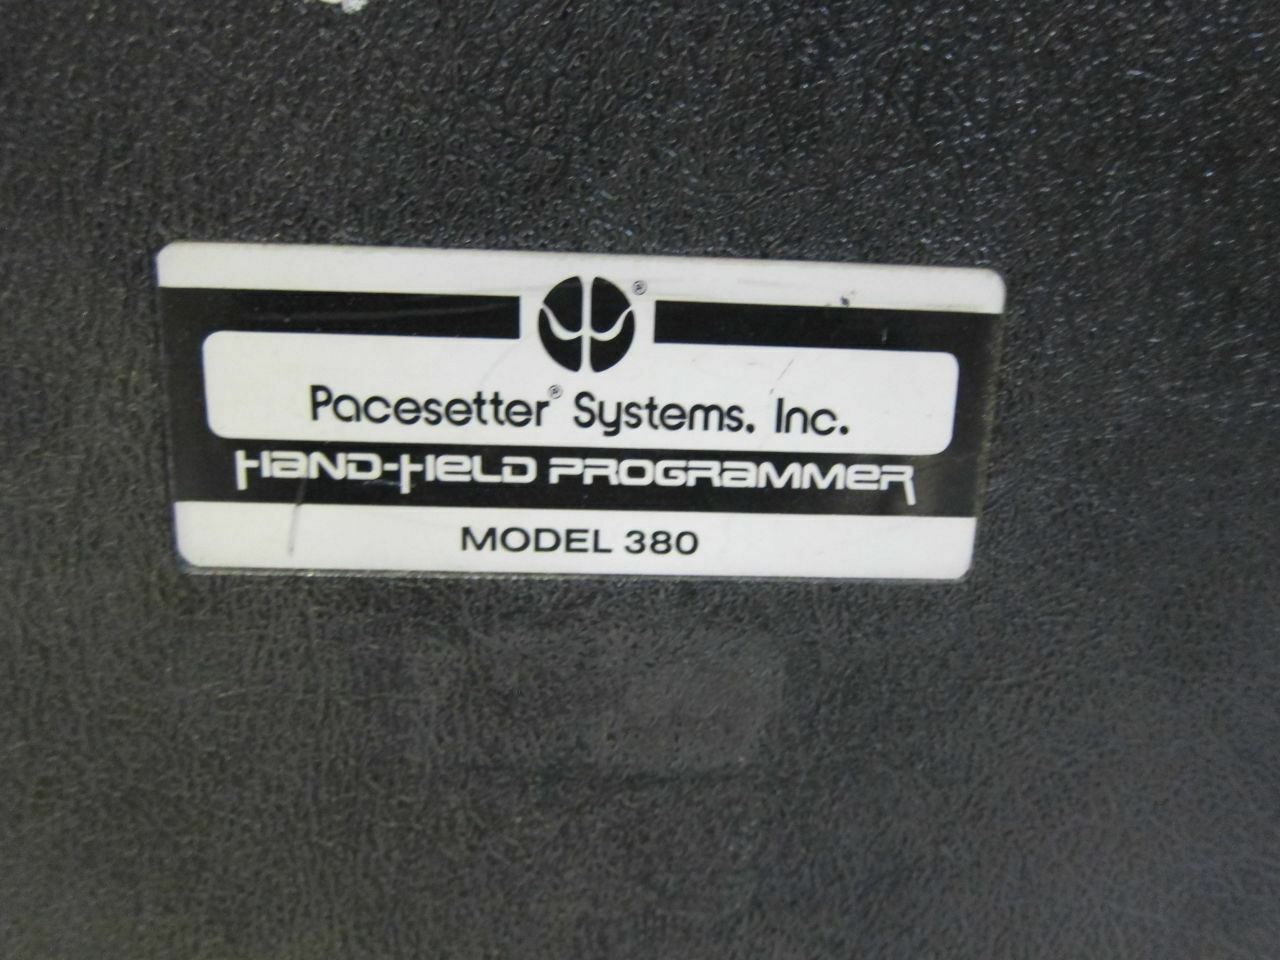 ®
Pacesetter® Systems, Inc.
HAND-HELD PROGRAMMER
MODEL 380